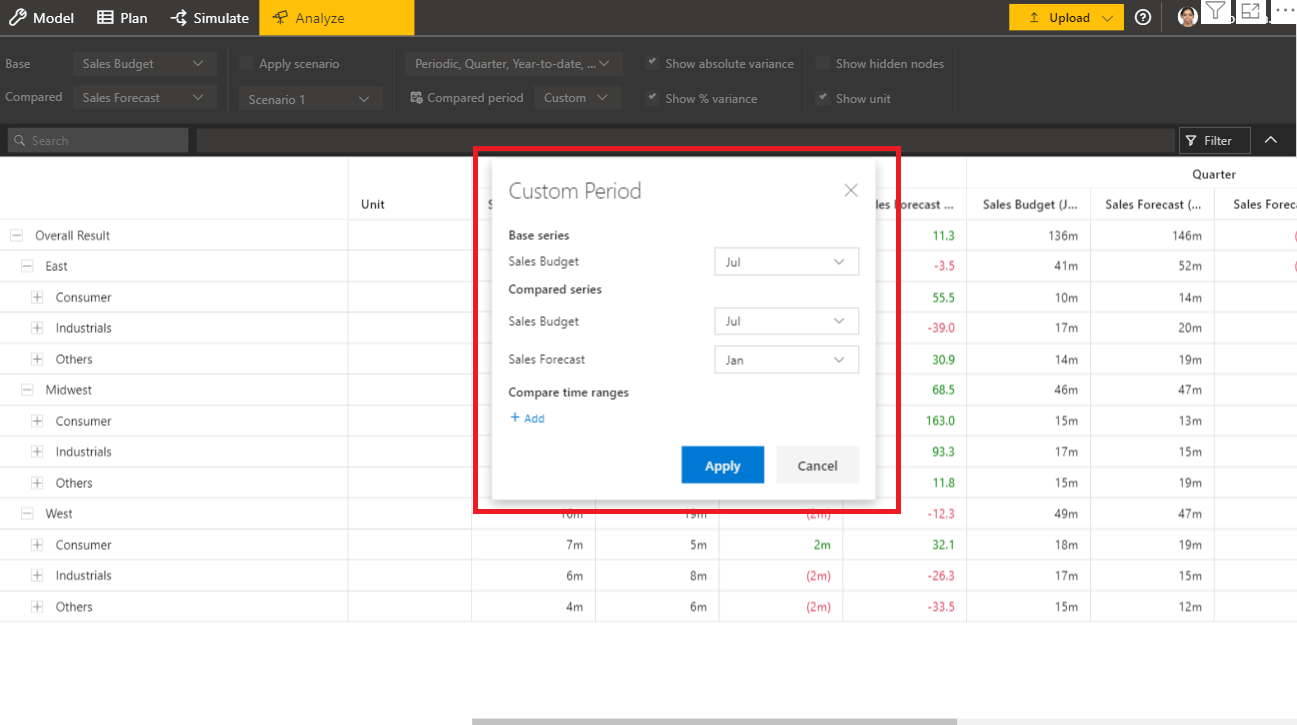 Model Plan Simulate Analyze Upload
Base Sales Budget Apply scenario Periodic, Quarter, Year-to-date, ... Show absolute variance Show hidden nodes
Compared Sales Forecast Scenario 1 Compared period Custom Show % variance Show unit
Search Filter
Quarter
Unit les Forecast ... Sales Budget (J... Sales Forecast (... Sales Foreca
Custom Period
Base series
Sales Budget Jul
Compared series
Sales Budget Jul
Sales Forecast Jan
Compare time ranges
+ Add
Apply Cancel
Overall Result 11.3 136m 146m (
East -3.5 41m 52m (
Consumer 55.5 10m 14m
Industrials -39.0 17m 20m
Others 30.9 14m 19m
Midwest 68.5 46m 47m
Consumer 163.0 15m 13m
Industrials 93.3 17m 15m
Others 11.8 15m 19m
West 16m 19m (2m) -12.3 49m 47m
Consumer 7m 5m 2m 32.1 18m 19m
Industrials 6m 8m (2m) -26.3 17m 15m
Others 4m 6m (2m) -33.5 15m 12m